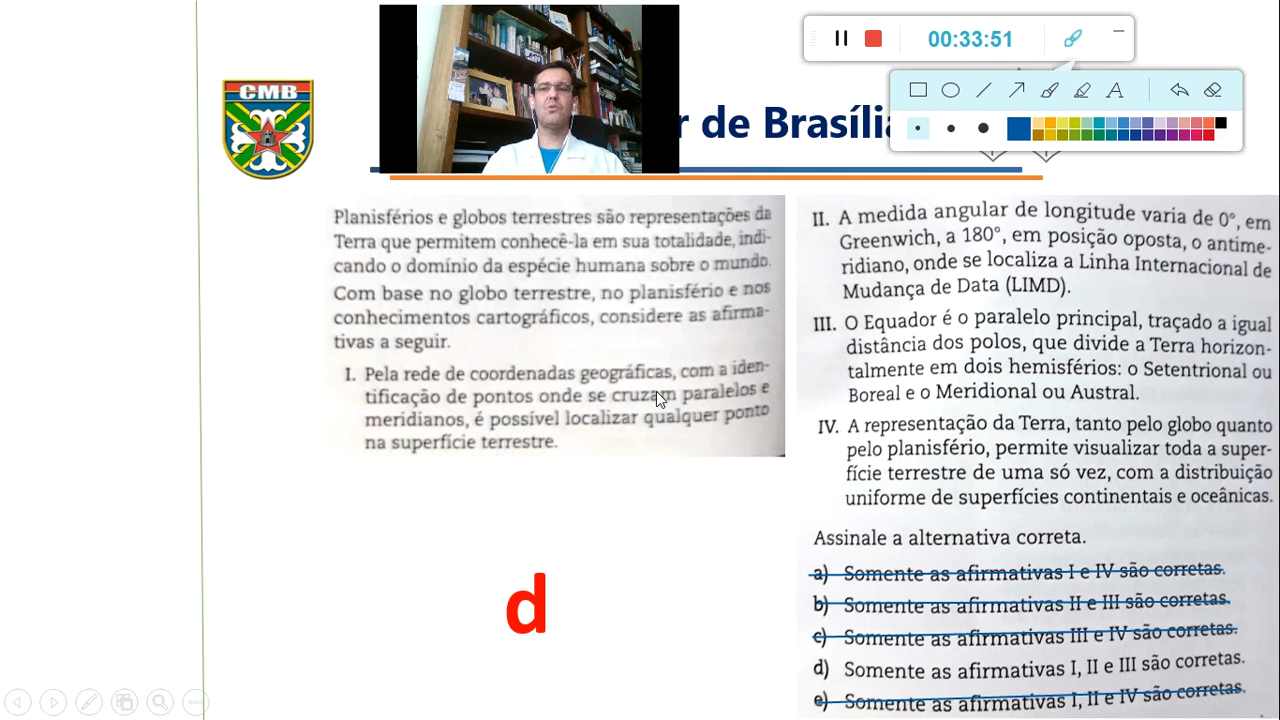 00:33:51
CMB
r de Brasília
A
Planisférios e globos terrestres são representações da
Terra que permitem conhecê-la em sua totalidade, indi-
cando o domínio da espécie humana sobre o mundo.
Com base no globo terrestre, no planisfério e nos
conhecimentos cartográficos, considere as afirma-
tivas a seguir.
I. Pela rede de coordenadas geográficas, com a iden-
tificação de pontos onde se cruzam paralelos e
meridianos, é possível localizar qualquer ponto
na superfície terrestre.
II. A medida angular de longitude varia de 0°, em
Greenwich, a 180°, em posição oposta, o antime-
ridiano, onde se localiza a Linha Internacional de
Mudança de Data (LIMD).
III. O Equador é o paralelo principal, traçado a igual
distância dos polos, que divide a Terra horizon-
talmente em dois hemisférios: o Setentrional ou
Boreal e o Meridional ou Austral.
IV. A representação da Terra, tanto pelo globo quanto
pelo planisfério, permite visualizar toda a super-
fície terrestre de uma só vez, com a distribuição
uniforme de superfícies continentais e oceânicas.
Assinale a alternativa correta.
a) Somente as afirmativas I e IV são corretas.
b) Somente as afirmativas II e III são corretas.
c) Somente as afirmativas III e IV são corretas.
d) Somente as afirmativas I, II e III são corretas.
e) Somente as afirmativas I, II e IV são corretas.
d